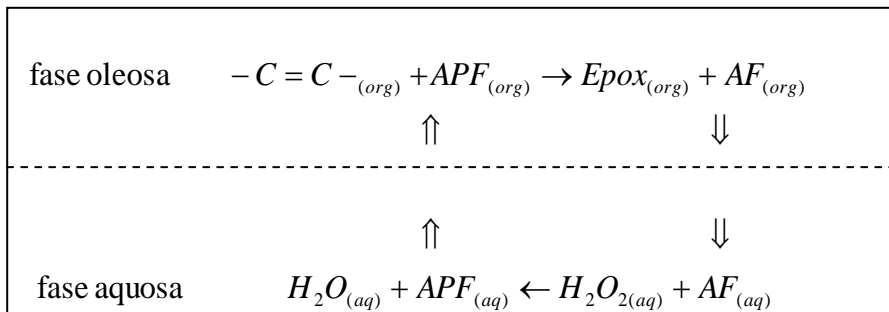 fase oleosa − C = C −(org) + APF(org) → Epox(org) + AF(org)
⇑ ⇓
⇑ ⇓
fase aquosa H2O(aq) + APF(aq) ← H2O2(aq) + AF(aq)